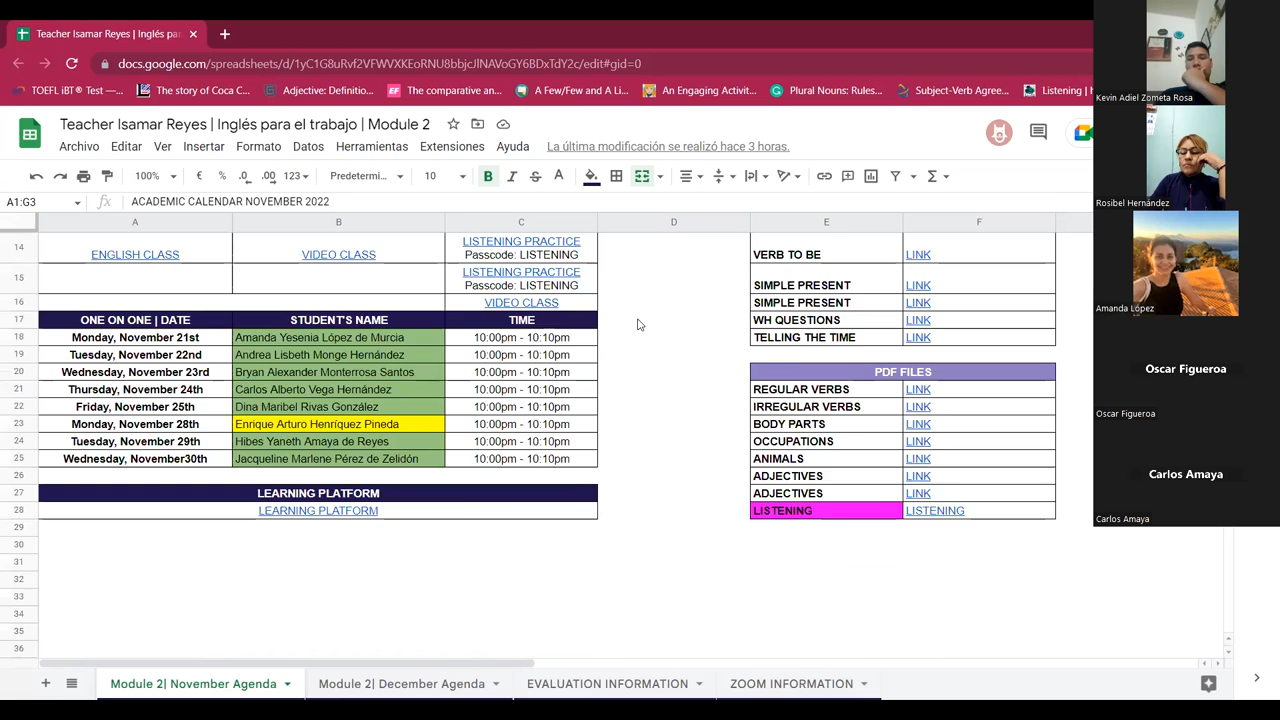 Teacher Isamar Reyes | Inglés pa
docs.google.com/spreadsheets/d/1yC1G8uRvf2VFWVXKEoRNU8bbjcJlNAVoGY6BDxTdY2c/edit#gid=0
TOEFL iBT ® Test —...
The story of Coca C...
Adjective: Definitio...
The comparative an...
A Few/Few and A Li...
An Engaging Activit...
Plural Nouns: Rules...
Subject-Verb Agree...
Listening | h
Teacher Isamar Reyes | Inglés para el trabajo | Module 2
Archivo Editar Ver Insertar Formato Datos Herramientas Extensiones Ayuda La última modificación se realizó hace 3 horas.
100% € % .0 .00 123 Predetermi... 10 B I S A
A1:G3 fx ACADEMIC CALENDAR NOVEMBER 2022
A B C D E F
14 ENGLISH CLASS VIDEO CLASS LISTENING PRACTICE VERB TO BE LINK
Passcode: LISTENING
15 LISTENING PRACTICE SIMPLE PRESENT LINK
Passcode: LISTENING
16 VIDEO CLASS SIMPLE PRESENT LINK
17 ONE ON ONE | DATE STUDENT'S NAME TIME WH QUESTIONS LINK
18 Monday, November 21st Amanda Yesenia López de Murcia 10:00pm - 10:10pm TELLING THE TIME LINK
19 Tuesday, November 22nd Andrea Lisbeth Monge Hernández 10:00pm - 10:10pm
20 Wednesday, November 23rd Bryan Alexander Monterrosa Santos 10:00pm - 10:10pm PDF FILES
21 Thursday, November 24th Carlos Alberto Vega Hernández 10:00pm - 10:10pm REGULAR VERBS LINK
22 Friday, November 25th Dina Maribel Rivas González 10:00pm - 10:10pm IRREGULAR VERBS LINK
23 Monday, November 28th Enrique Arturo Henríquez Pineda 10:00pm - 10:10pm BODY PARTS LINK
24 Tuesday, November 29th Hibes Yaneth Amaya de Reyes 10:00pm - 10:10pm OCCUPATIONS LINK
25 Wednesday, November30th Jacqueline Marlene Pérez de Zelidón 10:00pm - 10:10pm ANIMALS LINK
26 ADJECTIVES LINK
27 LEARNING PLATFORM ADJECTIVES LINK
28 LEARNING PLATFORM LISTENING LISTENING
29
30
31
32
33
34
35
36
Module 2| November Agenda Module 2| December Agenda EVALUATION INFORMATION ZOOM INFORMATION
Kevin Adiel Zometa Rosa
Rosibel Hernández
Amanda López
Oscar Figueroa
Oscar Figueroa
Carlos Amaya
Carlos Amaya